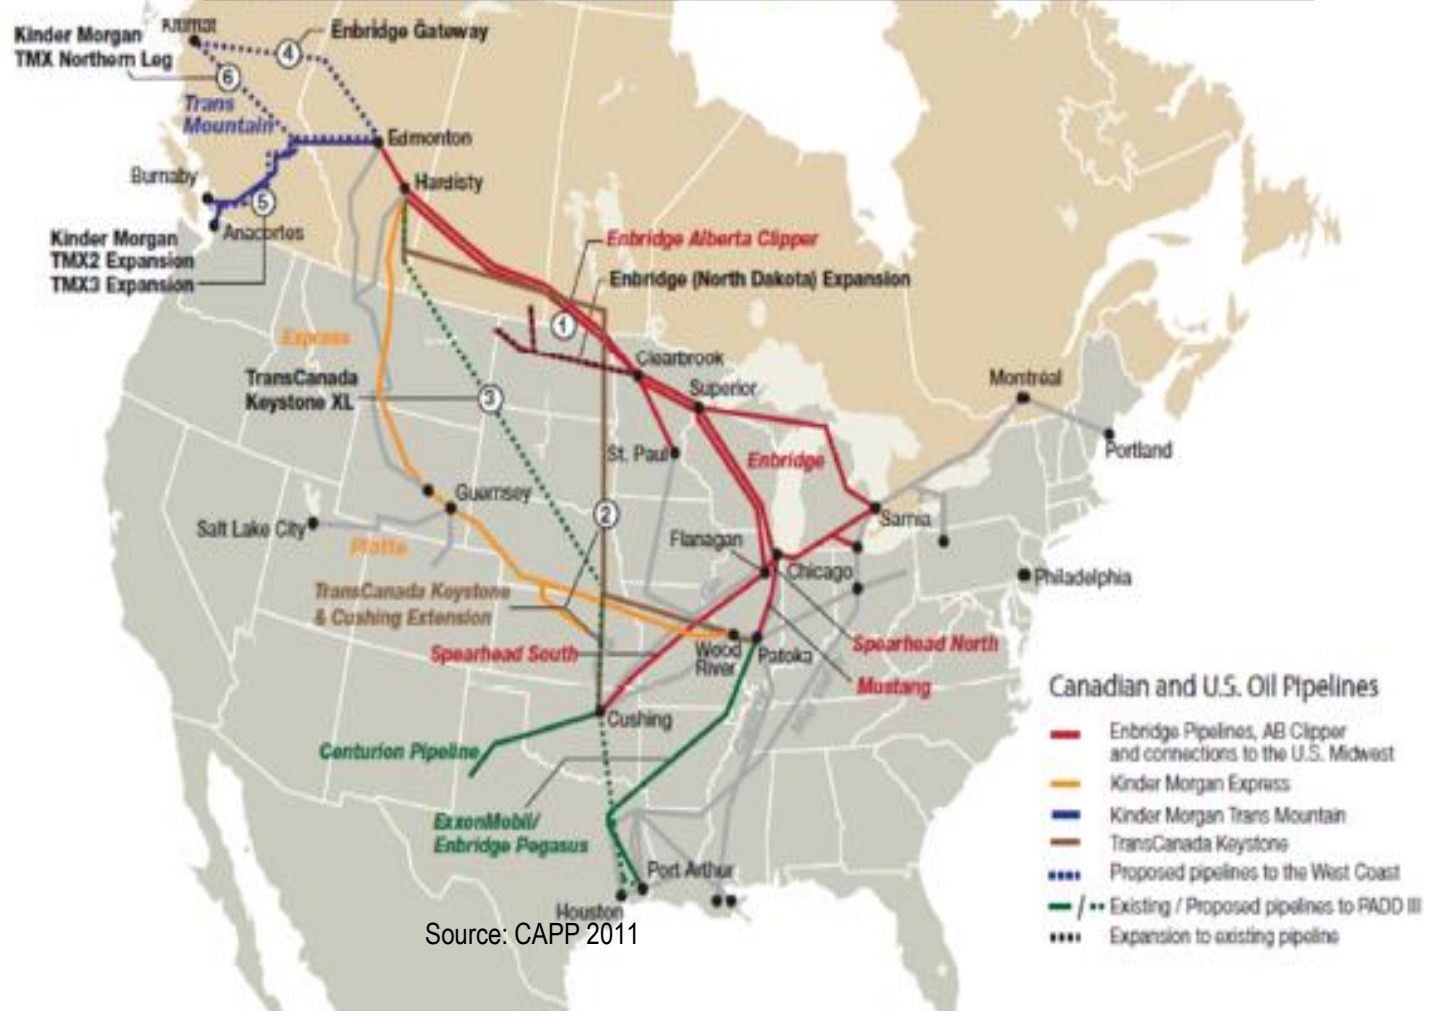 Kitimat
Kinder Morgan
TMX Northern Leg
4
Enbridge Gateway
6
Trans
Mountain
Edmonton
Burnaby
Hardisty
5
Anacortes
Kinder Morgan
TMX2 Expansion
TMX3 Expansion
Enbridge Alberta Clipper
Enbridge (North Dakota) Expansion
1
Express
Clearbrook
TransCanada
Keystone XL
3
Superior
Montréal
St. Paul
Enbridge
Portland
Guernsey
2
Salt Lake City
Sarnia
Platte
Flanagan
Chicago
Philadelphia
TransCanada Keystone
& Cushing Extension
Spearhead South
Wood
River
Patoka
Spearhead North
Mustang
Cushing
Centurion Pipeline
ExxonMobil/
Enbridge Pegasus
Port Arthur
Houston
Source: CAPP 2011
Canadian and U.S. Oil Pipelines
Enbridge Pipelines, AB Clipper
and connections to the U.S. Midwest
Kinder Morgan Express
Kinder Morgan Trans Mountain
TransCanada Keystone
Proposed pipelines to the West Coast
/ Existing / Proposed pipelines to PADD III
Expansion to existing pipeline